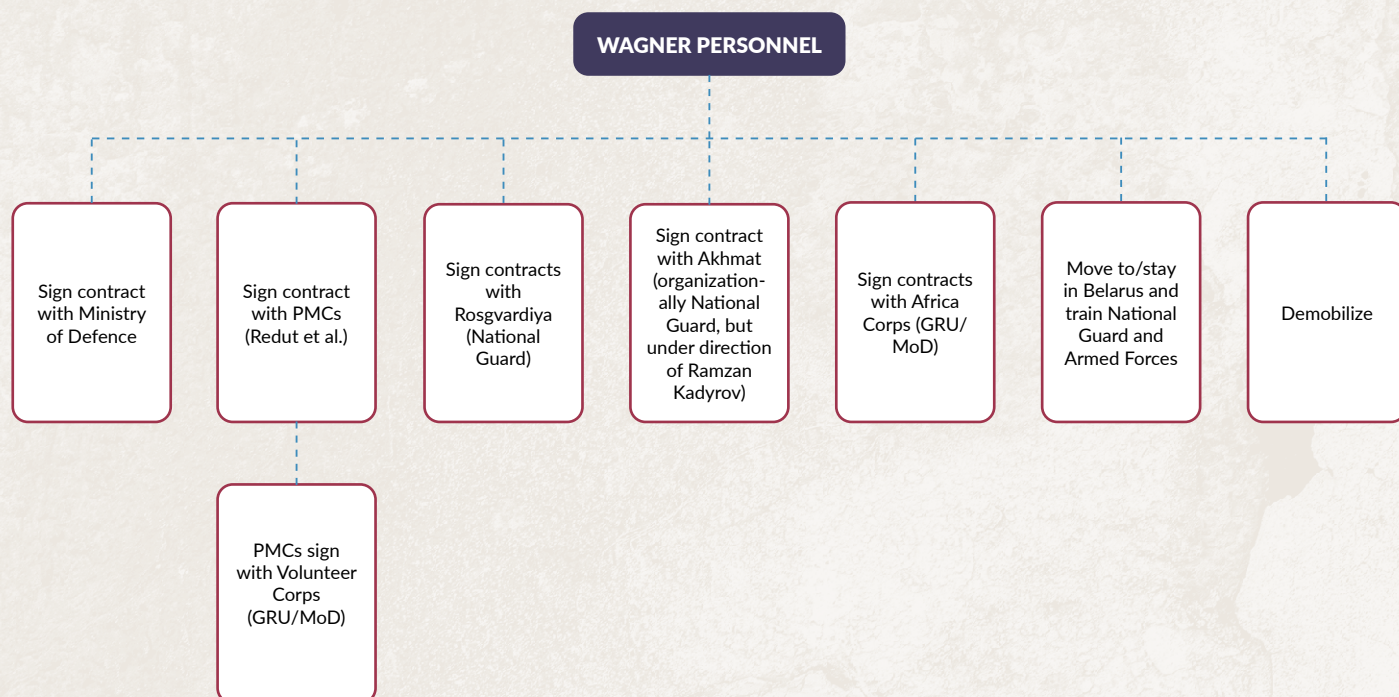 WAGNER PERSONNEL
Sign contract
with Ministry
of Defence
Sign contract
with PMCs
(Redut et al.)
Sign contracts
with
Rosgvardiya
(National
Guard)
Sign contract
with Akhmat
(organization-
ally National
Guard, but
under direction
of Ramzan
Kadyrov)
Sign contracts
with Africa
Corps (GRU/
MoD)
Move to/stay
in Belarus and
train National
Guard and
Armed Forces
Demobilize
PMCs sign
with Volunteer
Corps
(GRU/MoD)